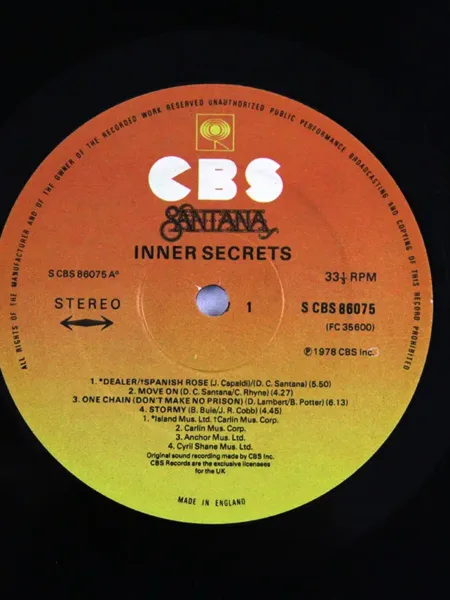 ALL RIGHTS OF THE MANUFACTURER AND OF THE OWNER OF THE RECORDED WORK RESERVED UNAUTHORIZED PUBLIC PERFORMANCE BROADCASTING AND COPYING OF THIS RECORD PROHIBITED
CBS
SANTANA
INNER SECRETS
S CBS 86075 Aº
33⅓ RPM
STEREO
1
S CBS 86075
(FC 35600)
℗ 1978 CBS Inc.
1. *DEALER/†SPANISH ROSE (J. Capaldi)/(D. C. Santana) (5.50)
2. MOVE ON (D. C. Santana/C. Rhyne) (4.27)
3. ONE CHAIN (DON'T MAKE NO PRISON) (D. Lambert/B. Potter) (6.13)
4. STORMY (B. Buie/J. R. Cobb) (4.45)
1. *Island Mus. Ltd. †Carlin Mus. Corp.
2. Carlin Mus. Corp.
3. Anchor Mus. Ltd.
4. Cyril Shane Mus. Ltd.
Original sound recording made by CBS Inc.
CBS Records are the exclusive licensees
for the UK
MADE IN ENGLAND